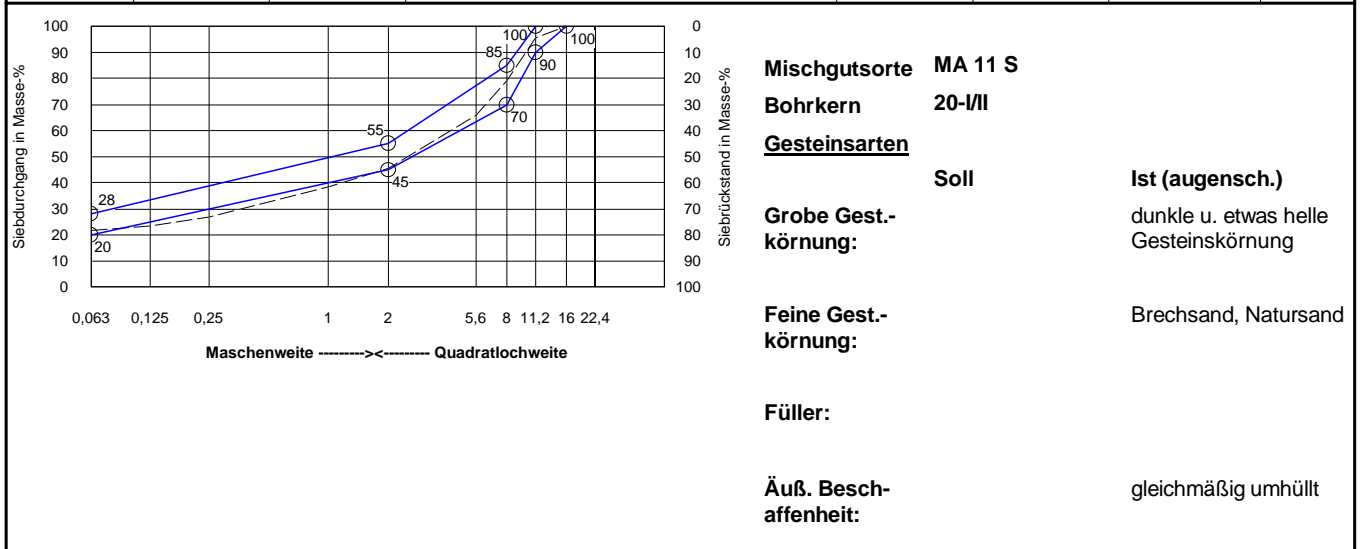 100
90
80
70
60
50
40
30
20
10
0
Siebdurchgang in Masse-%
28
20
55
45
85
70
100
90
100
0
10
20
30
40
50
60
70
80
90
100
Siebrückstand in Masse-%
0,063 0,125 0,25 1 2 5,6 8 11,2 16 22,4
Maschenweite ---------><--------- Quadratlochweite
Mischgutsorte MA 11 S
Bohrkern 20-I/II
Gesteinsarten
Soll Ist (augensch.)
Grobe Gest.- dunkle u. etwas helle
körnung: Gesteinskörnung
Feine Gest.- Brechsand, Natursand
körnung:
Füller:
Äuß. Besch- gleichmäßig umhüllt
affenheit: